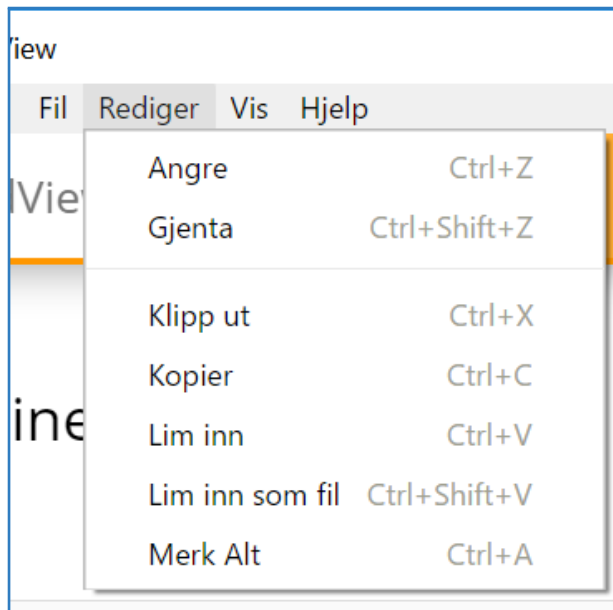 View
Fil Rediger Vis Hjelp
Angre Ctrl+Z
Gjenta Ctrl+Shift+Z
Klipp ut Ctrl+X
Kopier Ctrl+C
Lim inn Ctrl+V
Lim inn som fil Ctrl+Shift+V
Merk Alt Ctrl+A